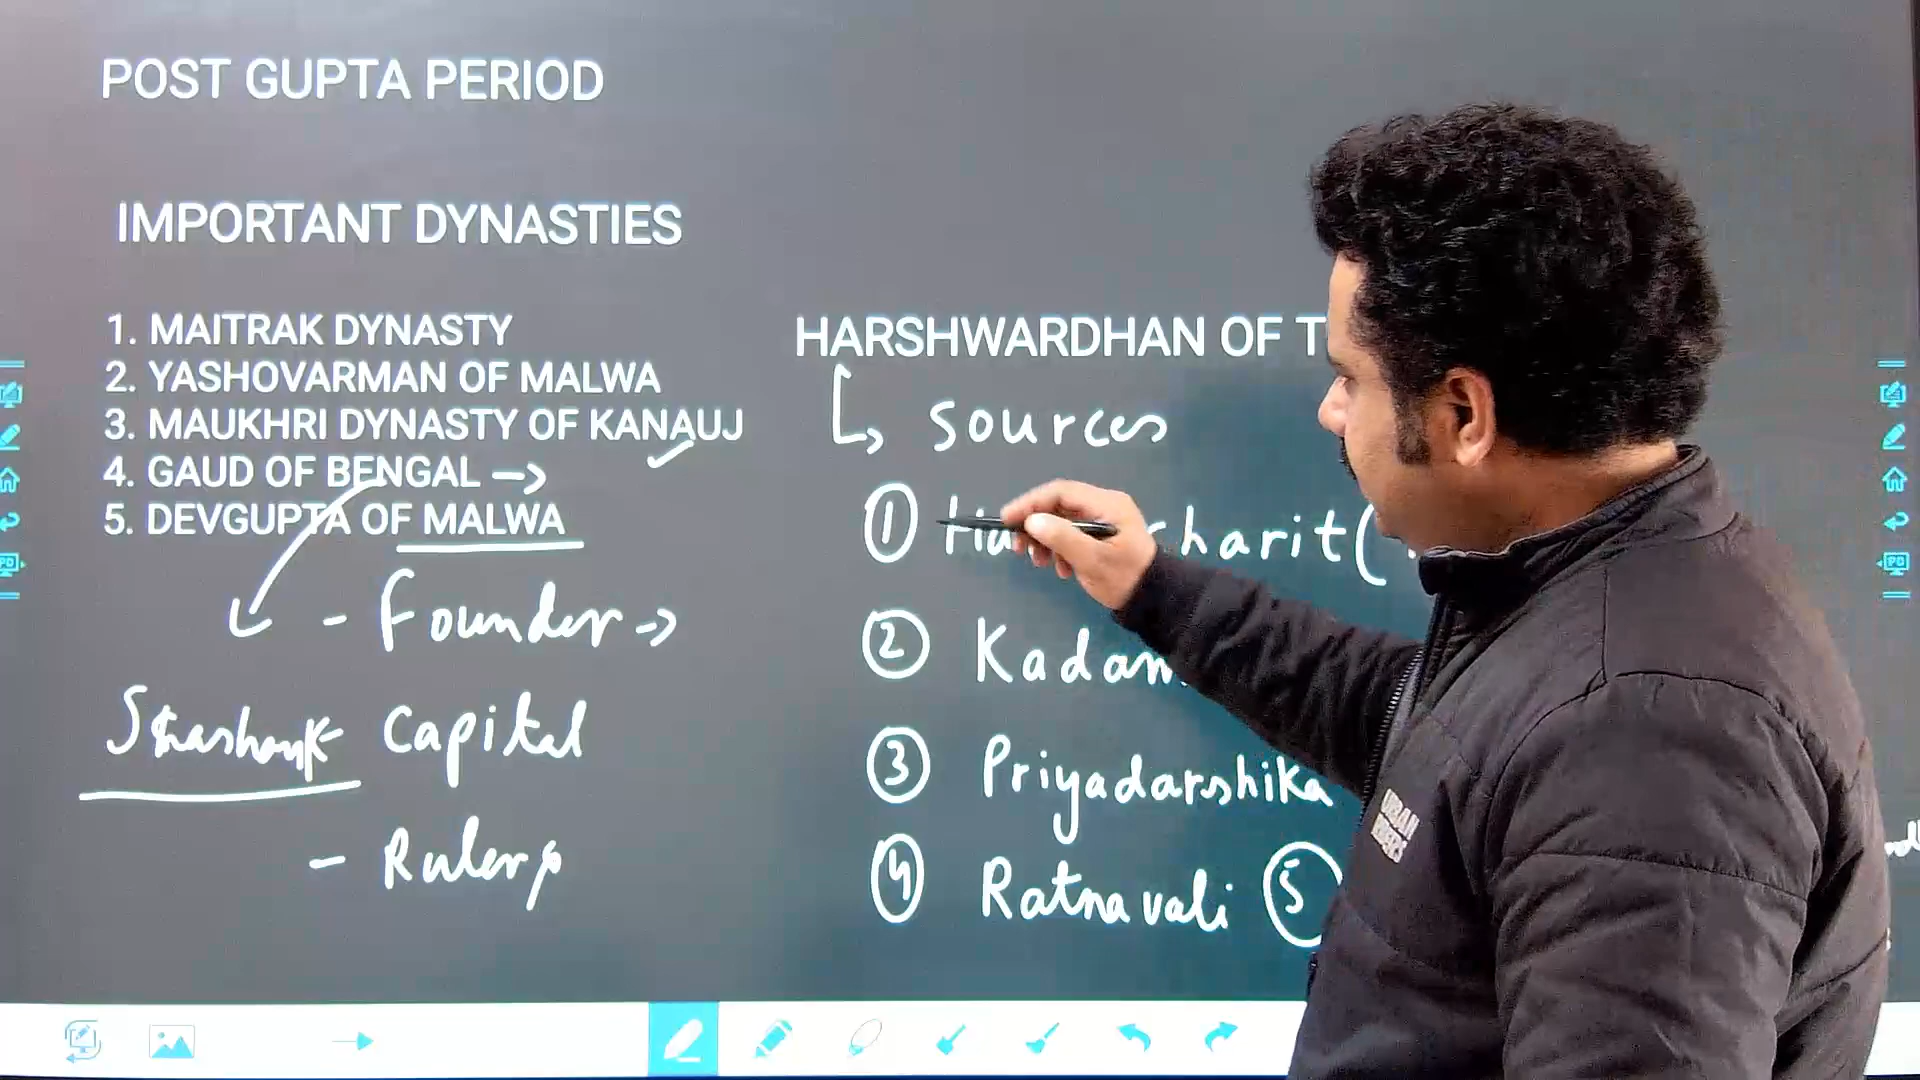 POST GUPTA PERIOD
IMPORTANT DYNASTIES
1. MAITRAK DYNASTY
2. YASHOVARMAN OF MALWA
3. MAUKHRI DYNASTY OF KANAUJ
4. GAUD OF BENGAL →
5. DEVGUPTA OF MALWA
- Founder →
Shashank
Capital
- Rulers
HARSHWARDHAN OF T
Sources
① charit (
② Kadam
③ Priyadarshika
④ Ratnavali ⑤
URBAN